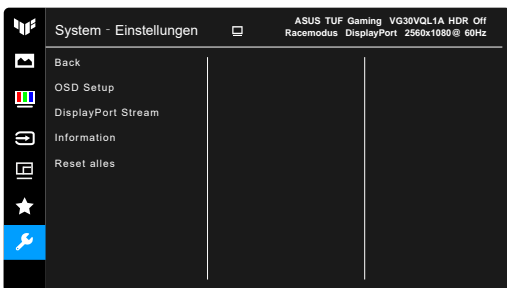 System - Einstellungen
ASUS TUF Gaming VG30VQL1A HDR Off
Racemodus DisplayPort 2560x1080@ 60Hz
Back
OSD Setup
DisplayPort Stream
Information
Reset alles